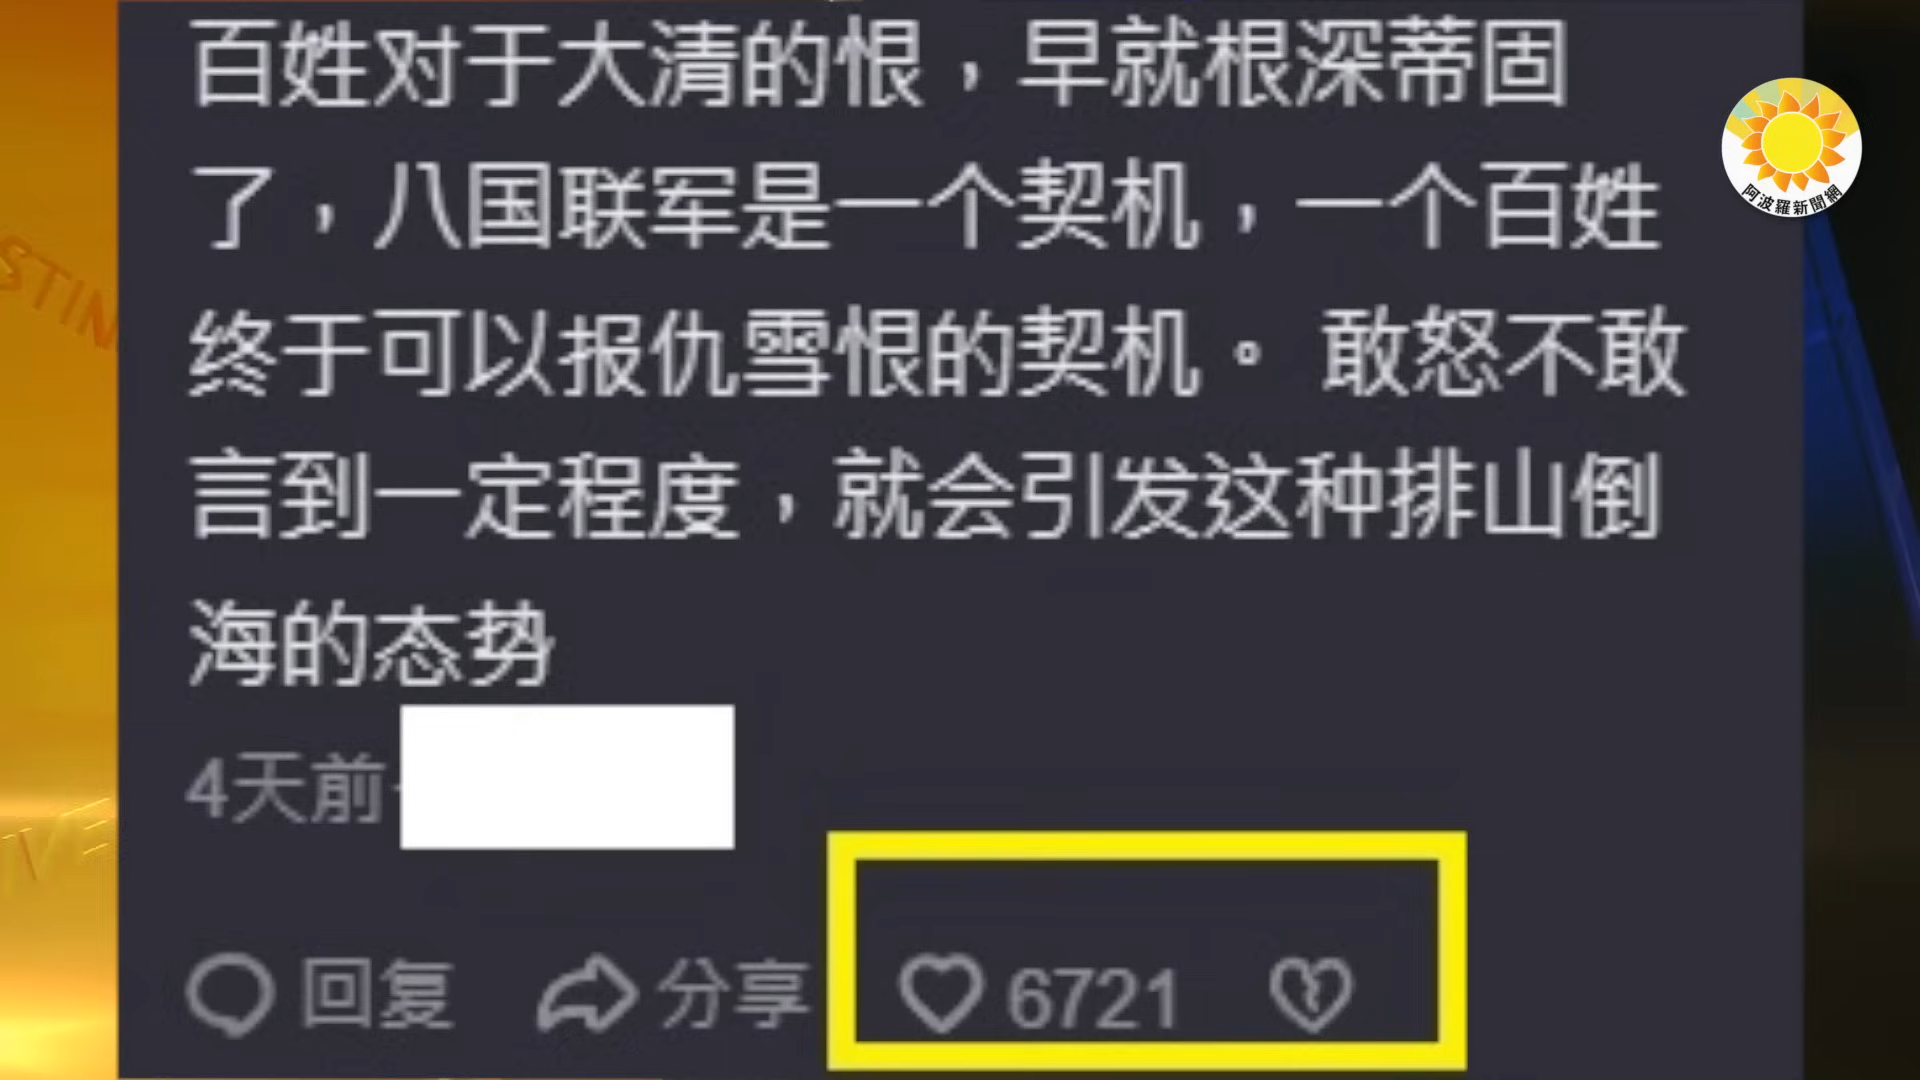 百姓对于大清的恨，早就根深蒂固
了，八国联军是一个契机，一个百姓
终于可以报仇雪恨的契机。敢怒不敢
言到一定程度，就会引发这种排山倒
海的态势
4天前·
回复 分享 6721
阿波羅新聞網
STIN
IV